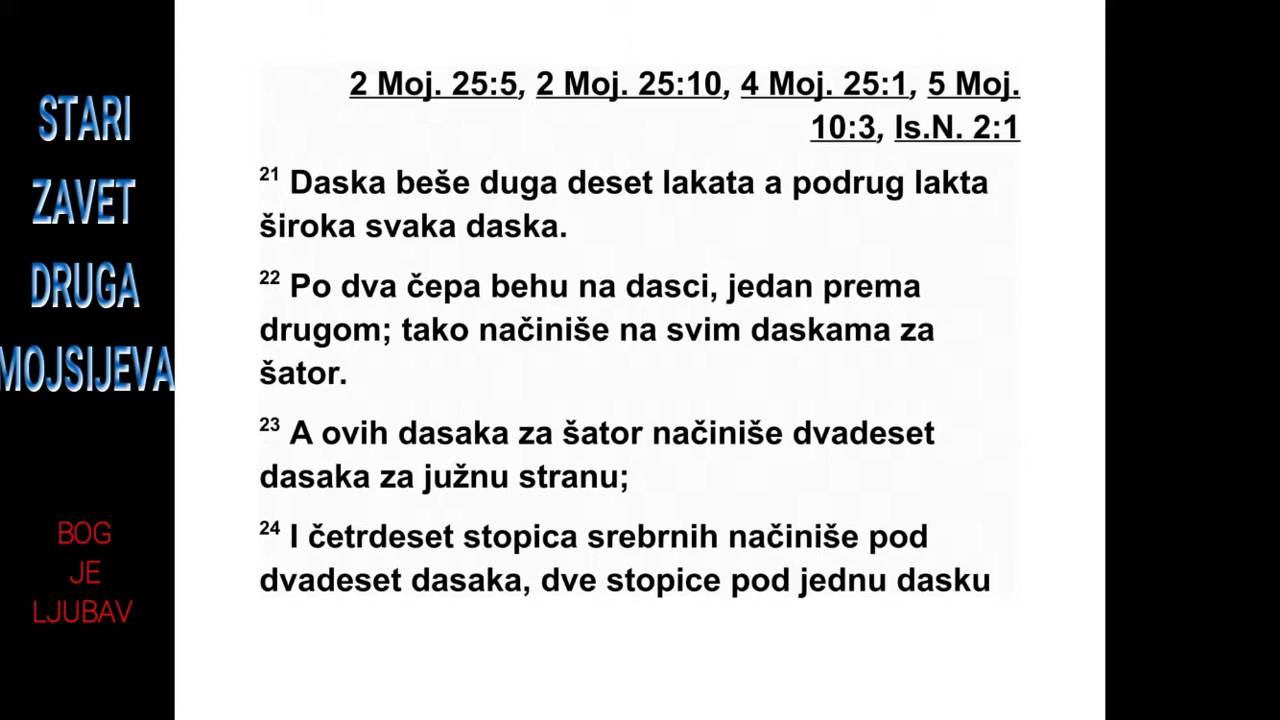 STARI
ZAVET
DRUGA
MOJSIJEVA
BOG
JE
LJUBAV
2 Moj. 25:5, 2 Moj. 25:10, 4 Moj. 25:1, 5 Moj.
10:3, Is.N. 2:1
21 Daska beše duga deset lakata a podrug lakta
široka svaka daska.
22 Po dva čepa behu na dasci, jedan prema
drugom; tako načiniše na svim daskama za
šator.
23 A ovih dasaka za šator načiniše dvadeset
dasaka za južnu stranu;
24 I četrdeset stopica srebrnih načiniše pod
dvadeset dasaka, dve stopice pod jednu dasku